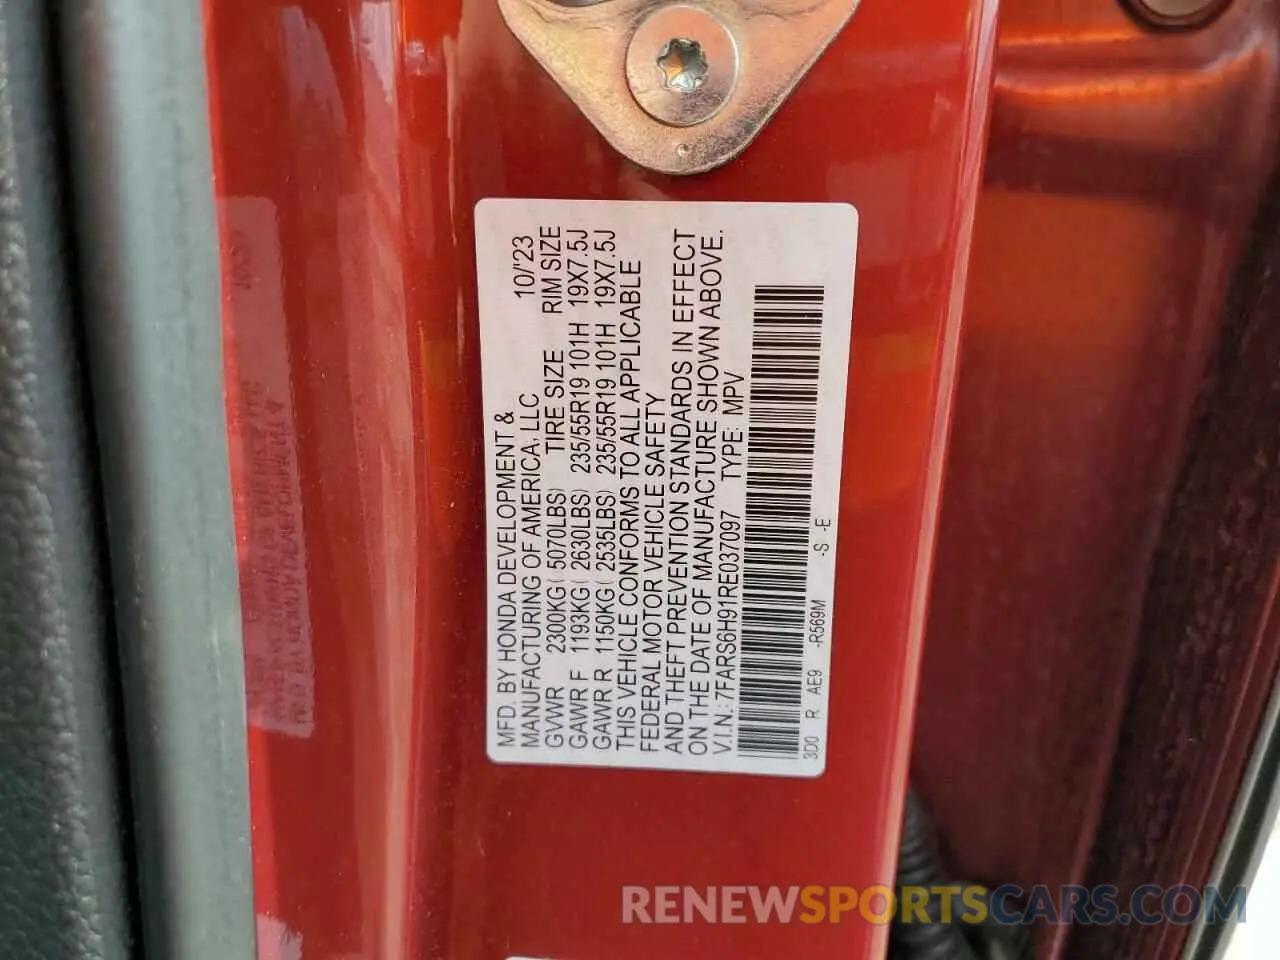 MFD. BY HONDA DEVELOPMENT &
MANUFACTURING OF AMERICA, LLC 10/'23
GVWR 2300KG( 5070LBS) TIRE SIZE RIM SIZE
GAWR F 1193KG( 2630LBS) 235/55R19 101H 19X7.5J
GAWR R 1150KG( 2535LBS) 235/55R19 101H 19X7.5J
THIS VEHICLE CONFORMS TO ALL APPLICABLE
FEDERAL MOTOR VEHICLE SAFETY
AND THEFT PREVENTION STANDARDS IN EFFECT
ON THE DATE OF MANUFACTURE SHOWN ABOVE.
V.I.N.: 7FARS6H91RE037097 TYPE: MPV
3D0 R AE9 -R569M -S -E
RENEWSPORTSCARS.COM